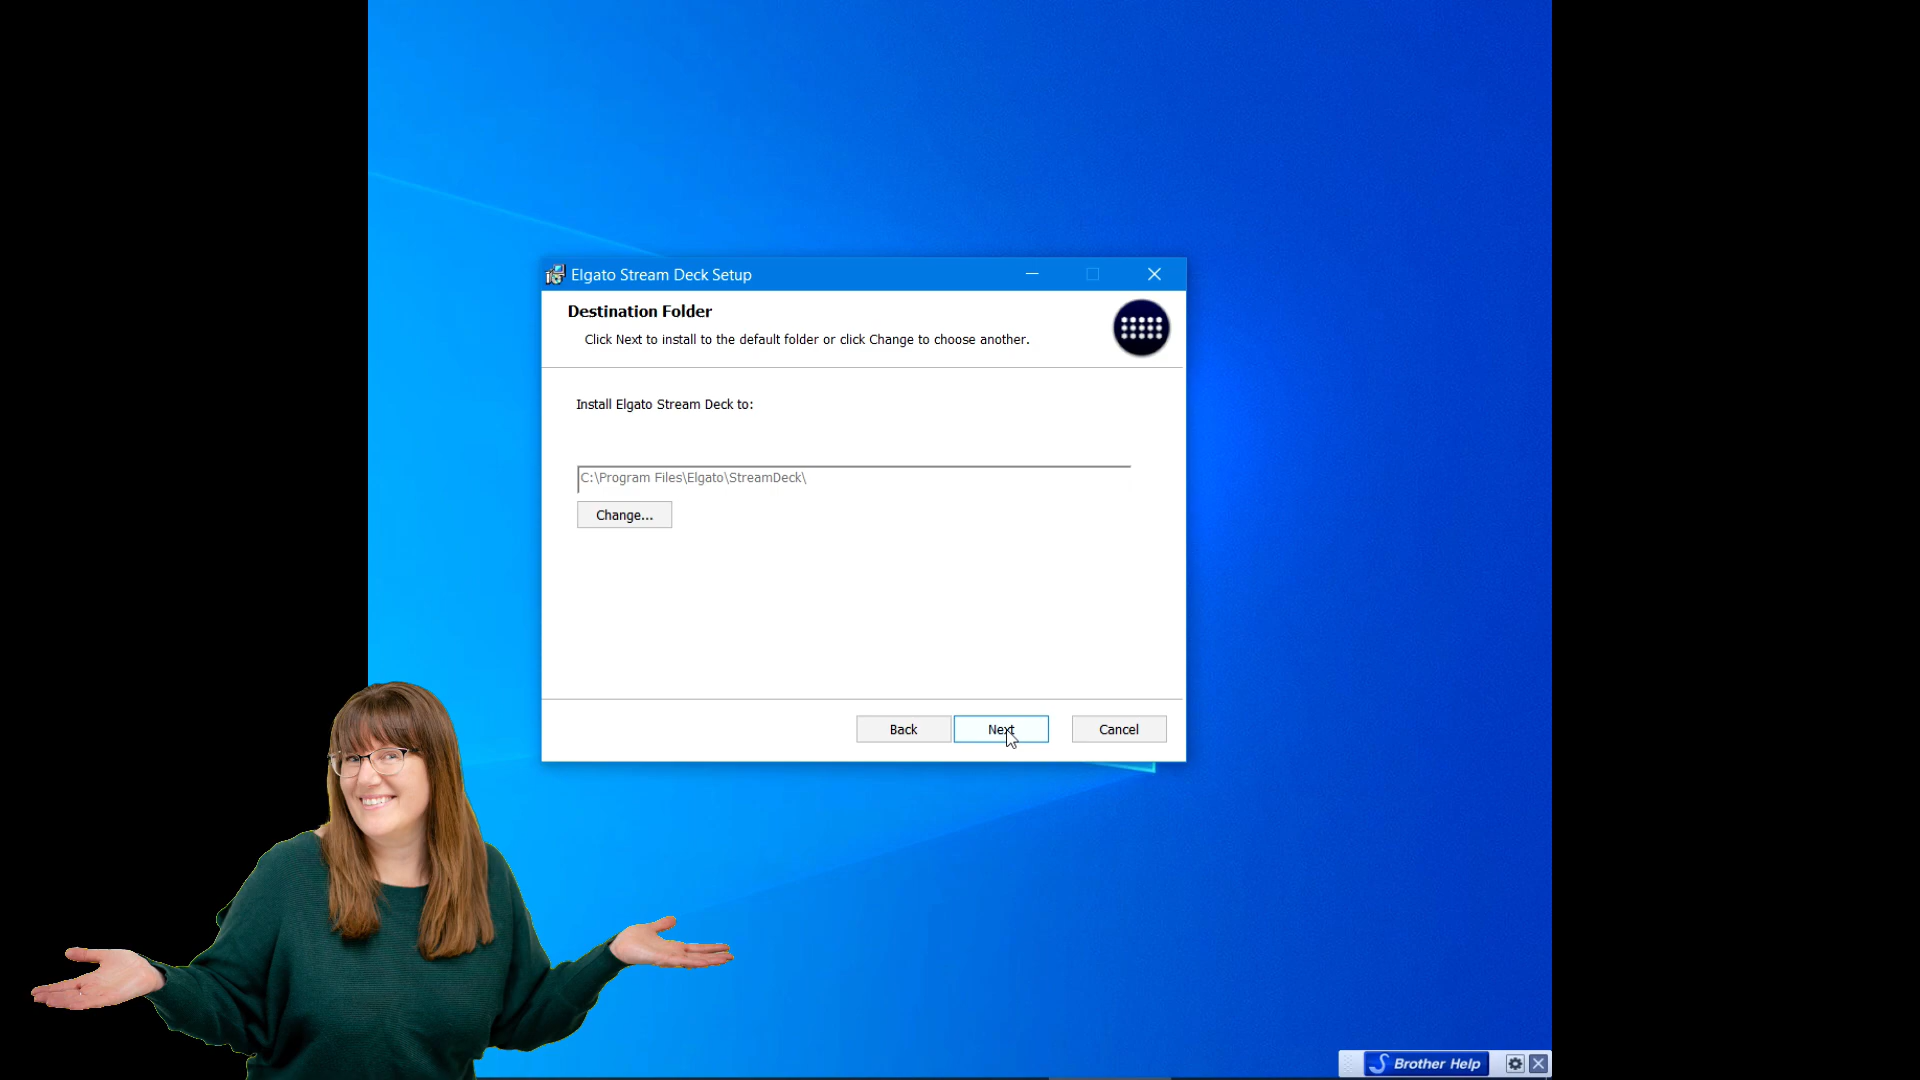 Elgato Stream Deck Setup
Destination Folder
Click Next to install to the default folder or click Change to choose another.
Install Elgato Stream Deck to:
C:\Program Files\Elgato\StreamDeck\
Change...
Back Next Cancel
Brother Help